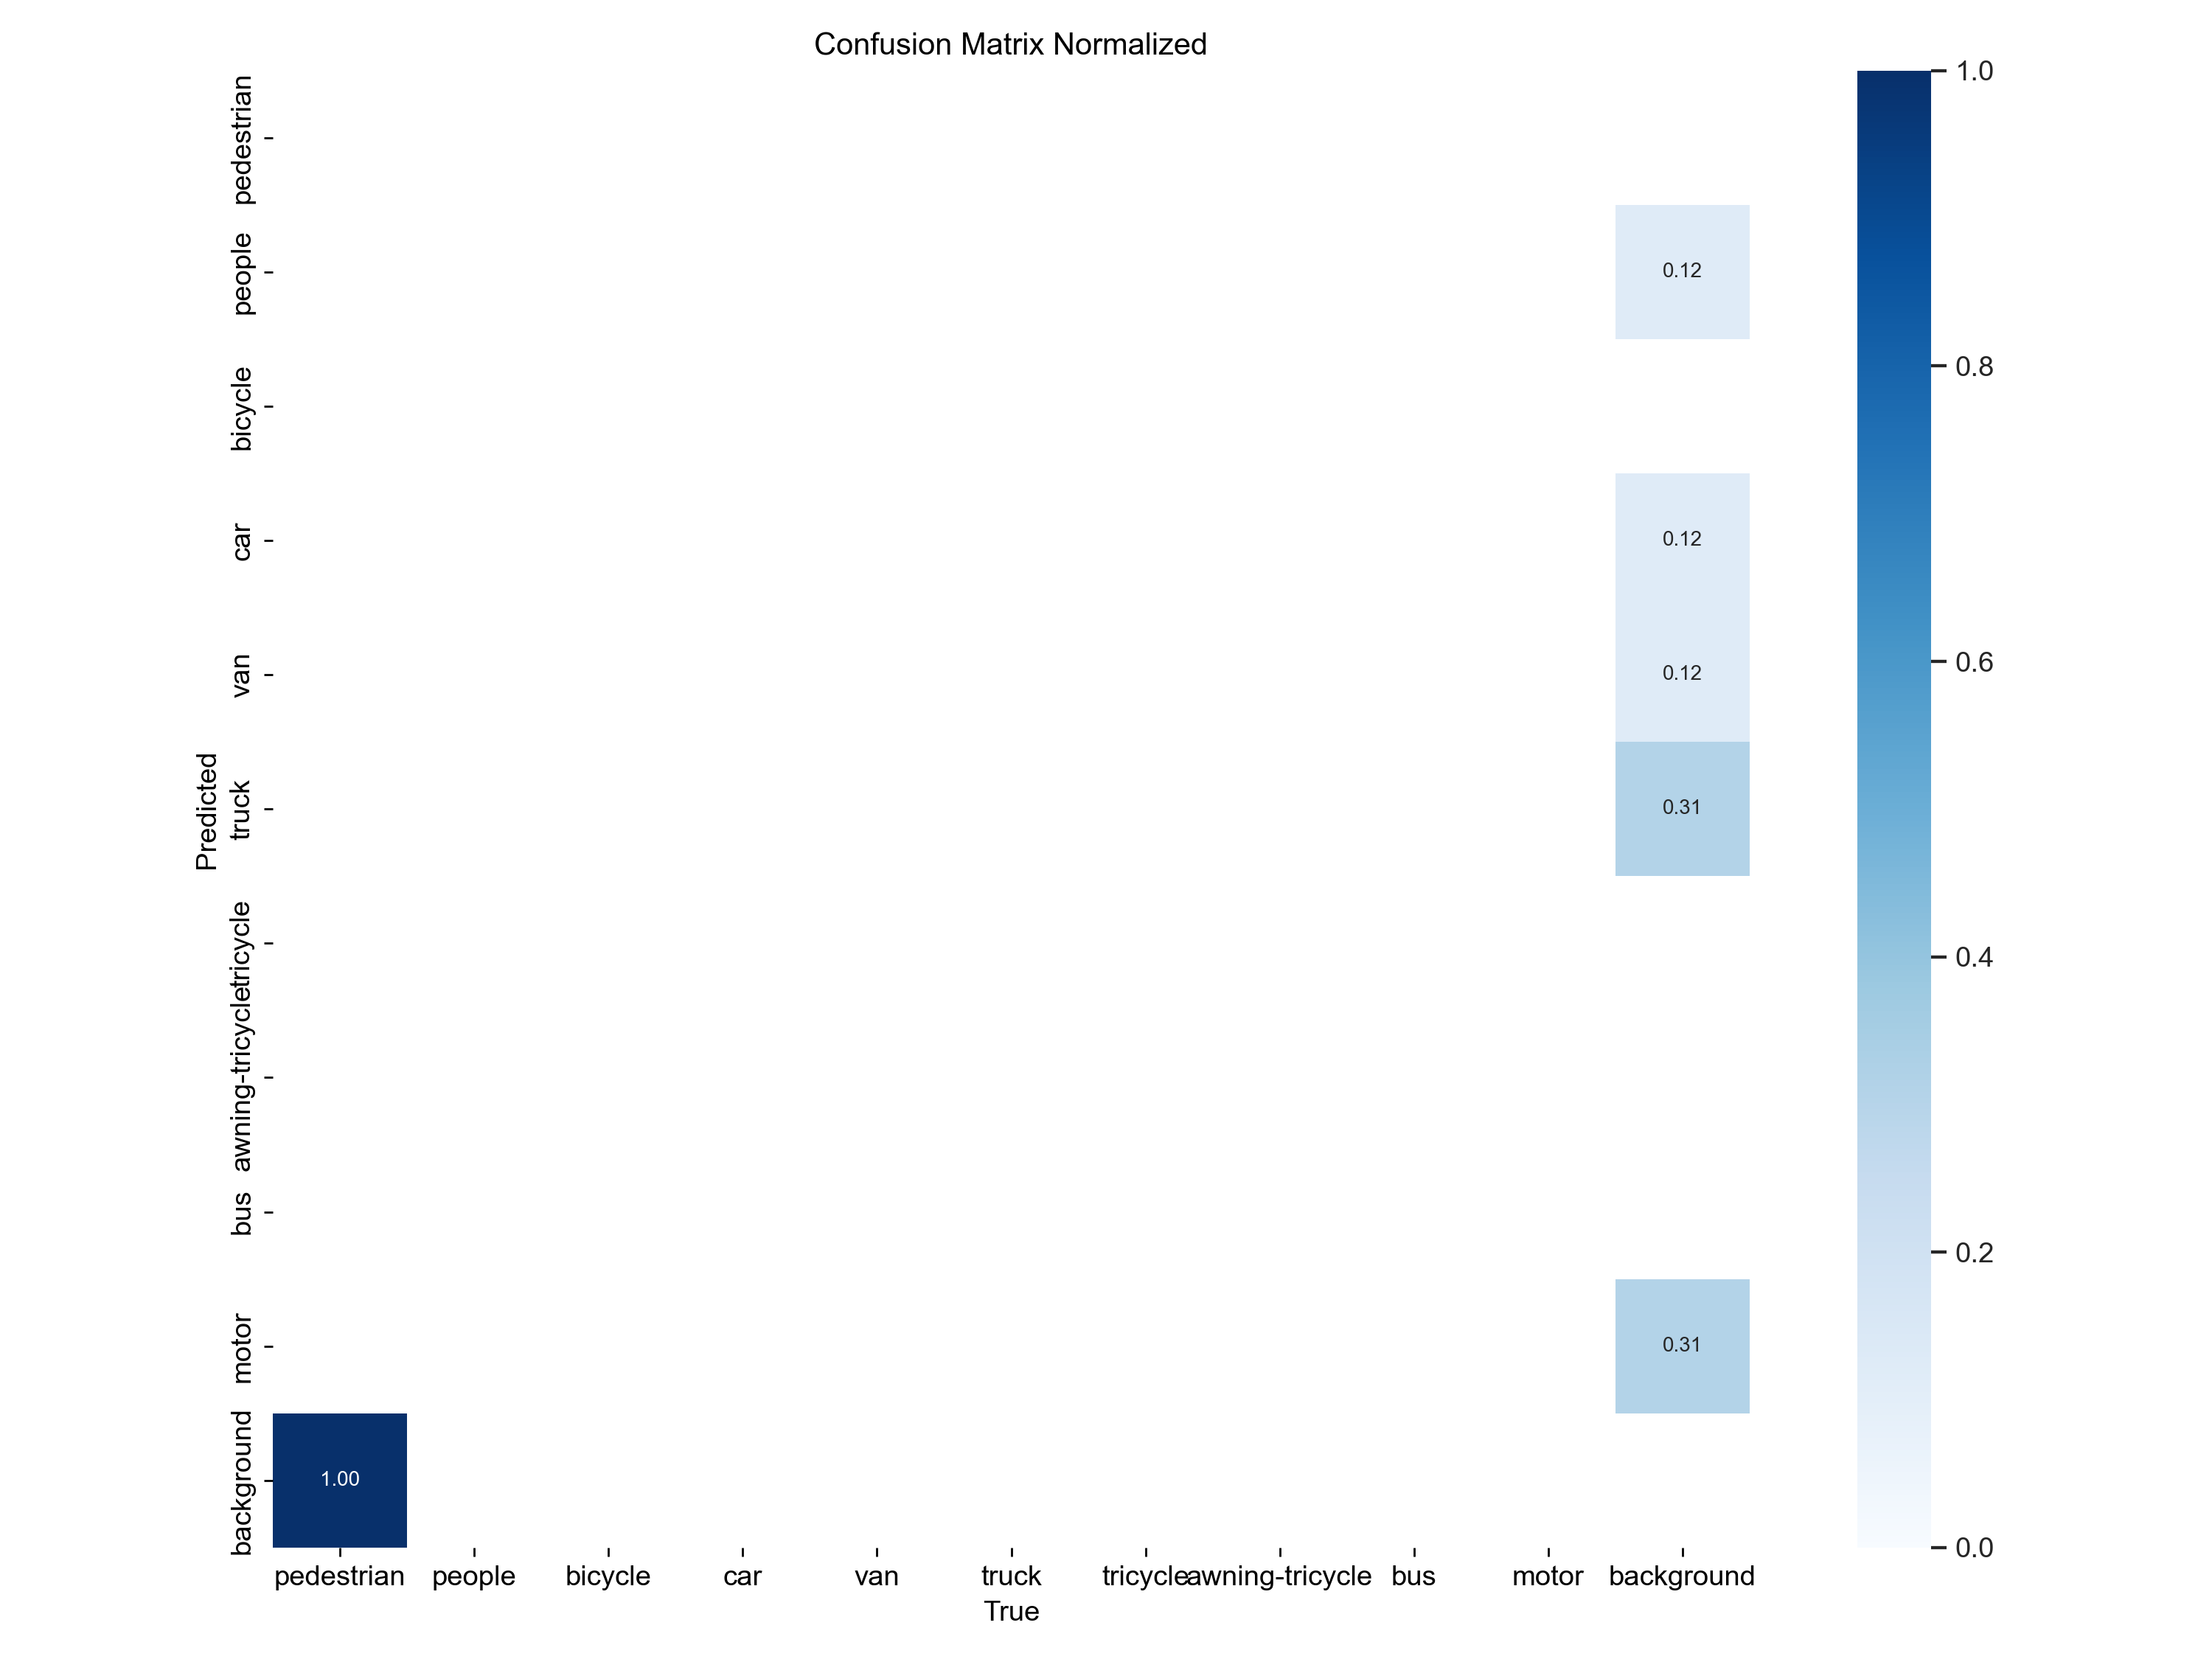 Confusion Matrix Normalized
pedestrian
people
bicycle
car
van
truck
tricycle
awning-tricycle
bus
motor
background
Predicted
0.12
0.12
0.12
0.31
0.31
1.00
pedestrian people bicycle car van truck tricycle awning-tricycle bus motor background
True
1.0
0.8
0.6
0.4
0.2
0.0